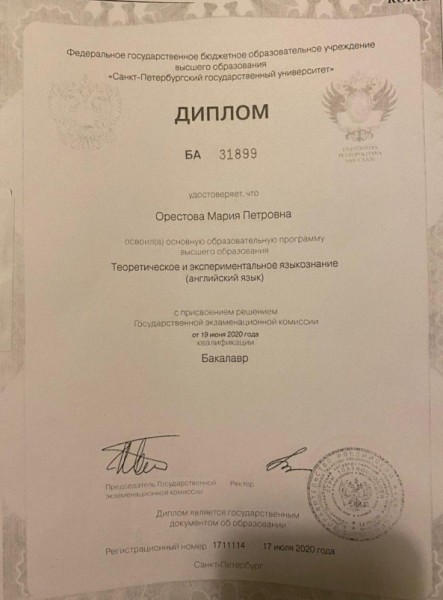 Федеральное государственное бюджетное образовательное учреждение
высшего образования
«Санкт-Петербургский государственный университет»
ДИПЛОМ
БА 31899
удостоверяет, что
Орестова Мария Петровна
освоил(а) основную образовательную программу
высшего образования
Теоретическое и экспериментальное языкознание
(английский язык)
с присвоением решением
Государственной экзаменационной комиссии
от 19 июня 2020 года
квалификации
Бакалавр
Председатель Государственной
экзаменационной комиссии
Ректор
Диплом является государственным
документом об образовании
Регистрационный номер 1711114 17 июля 2020 года
Санкт-Петербург